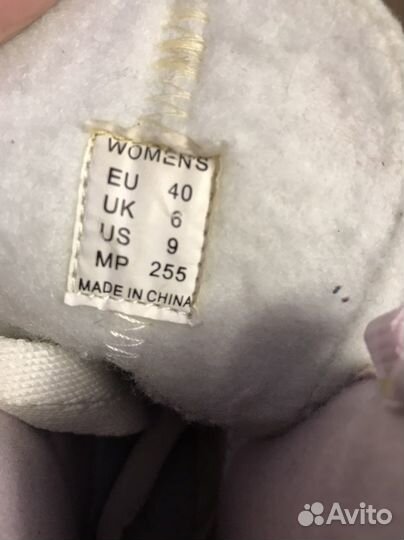 WOMENS
EU 40
UK 6
US 9
MP 255
MADE IN CHINA
Avito